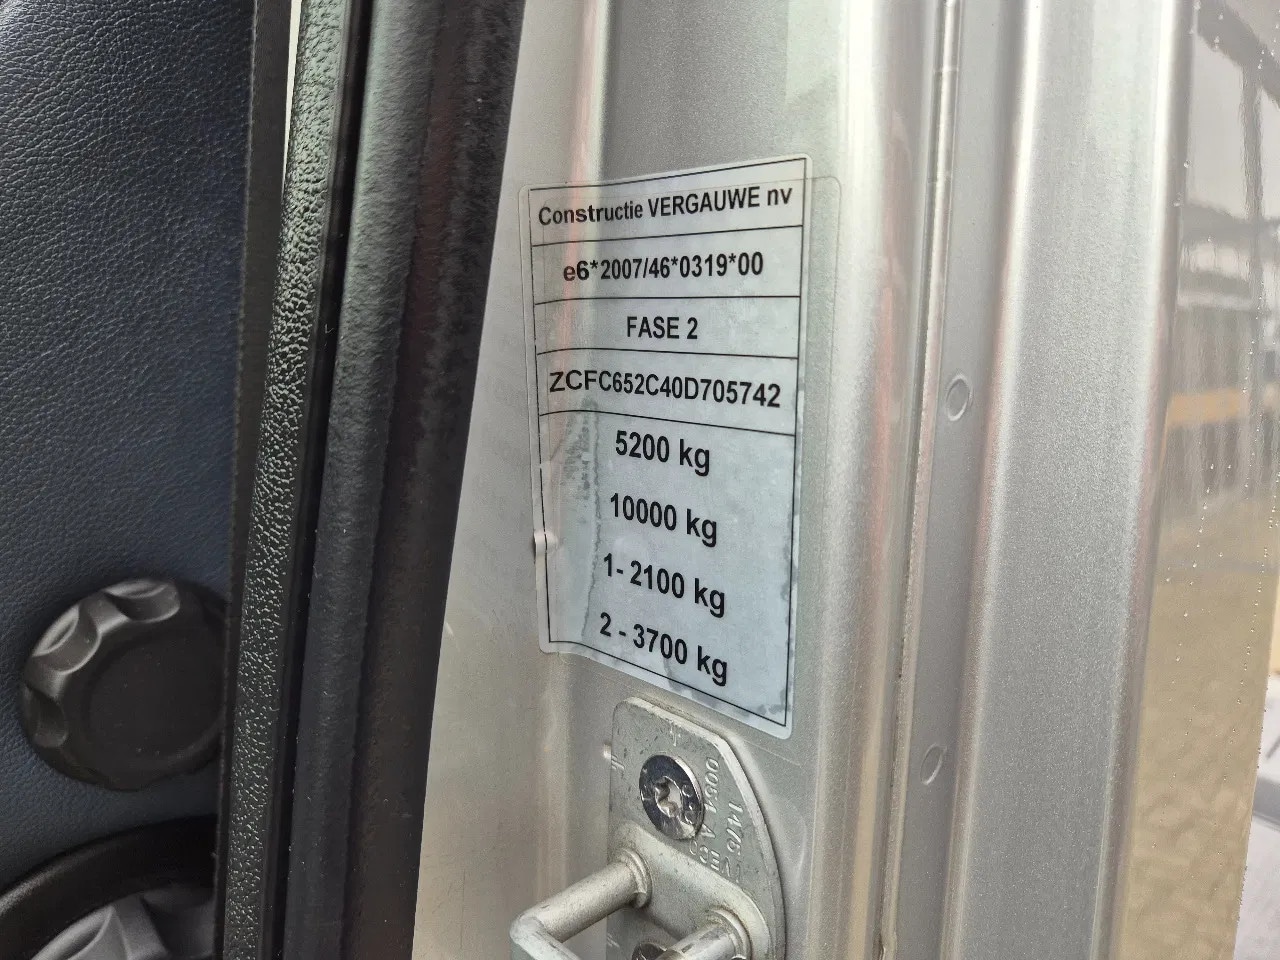 Constructie VERGAUWE nv
e6*2007/46*0319*00
FASE 2
ZCFC652C40D705742
5200 kg
10000 kg
1- 2100 kg
2 - 3700 kg